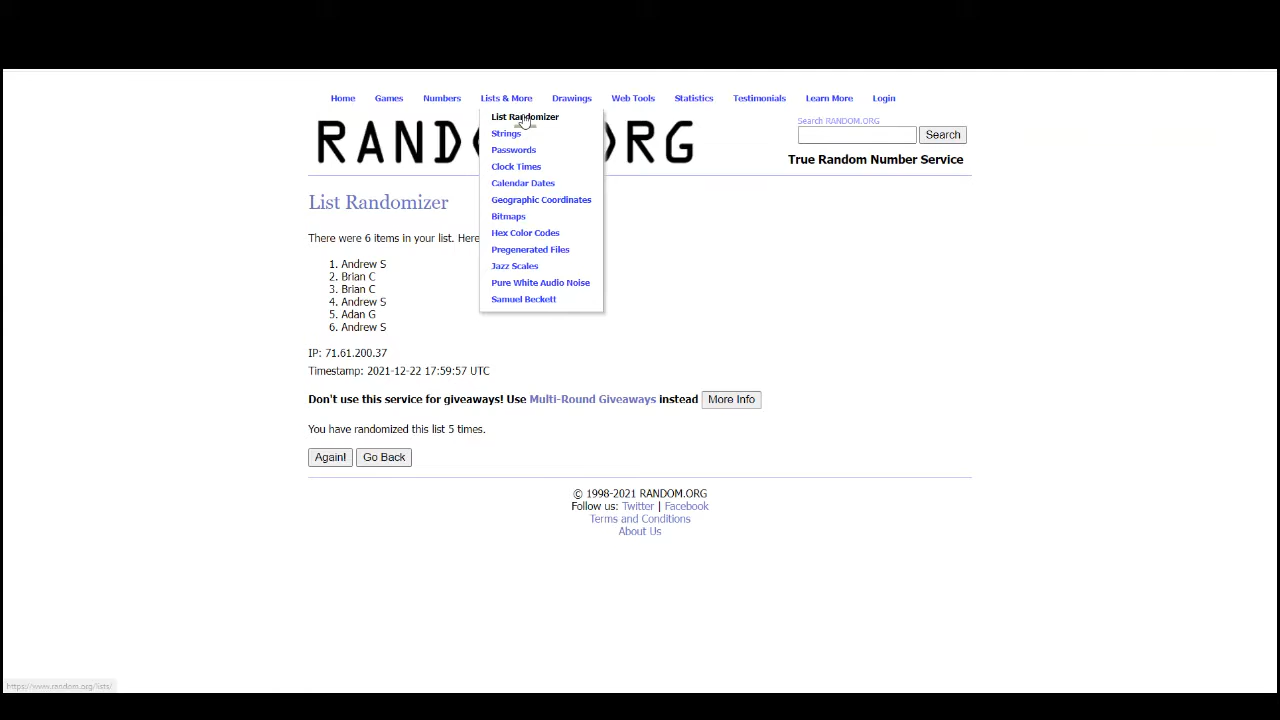 Home Games Numbers Lists & More Drawings Web Tools Statistics Testimonials Learn More Login
List Randomizer
Strings
Passwords
Clock Times
Calendar Dates
Geographic Coordinates
Bitmaps
Hex Color Codes
Pregenerated Files
Jazz Scales
Pure White Audio Noise
Samuel Beckett
RAND RG
Search RANDOM.ORG
Search
True Random Number Service
List Randomizer
There were 6 items in your list. Here
1. Andrew S
2. Brian C
3. Brian C
4. Andrew S
5. Adan G
6. Andrew S
IP: 71.61.200.37
Timestamp: 2021-12-22 17:59:57 UTC
Don't use this service for giveaways! Use Multi-Round Giveaways instead More Info
You have randomized this list 5 times.
Again! Go Back
© 1998-2021 RANDOM.ORG
Follow us: Twitter | Facebook
Terms and Conditions
About Us
https://www.random.org/lists/